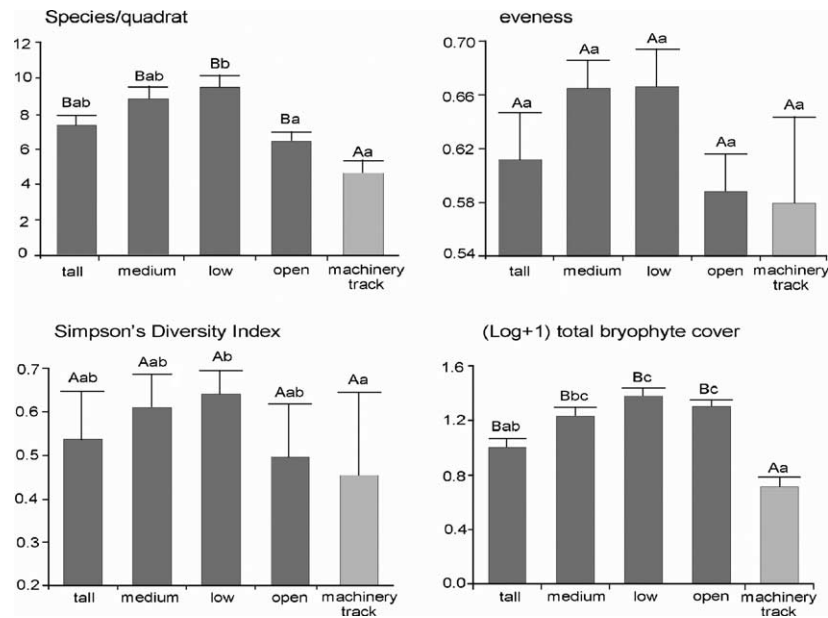 Species/quadrat
12
10
8
6
4
2
0
Bab
Bab
Bb
Ba
Aa
tall medium low open machinery
track
eveness
0.70
0.66
0.62
0.58
0.54
Aa
Aa
Aa
Aa
Aa
tall medium low open machinery
track
Simpson's Diversity Index
0.7
0.6
0.5
0.4
0.3
0.2
Aab
Aab
Ab
Aab
Aa
tall medium low open machinery
track
(Log+1) total bryophyte cover
1.6
1.2
0.8
0.4
0.0
Bab
Bbc
Bc
Bc
Aa
tall medium low open machinery
track